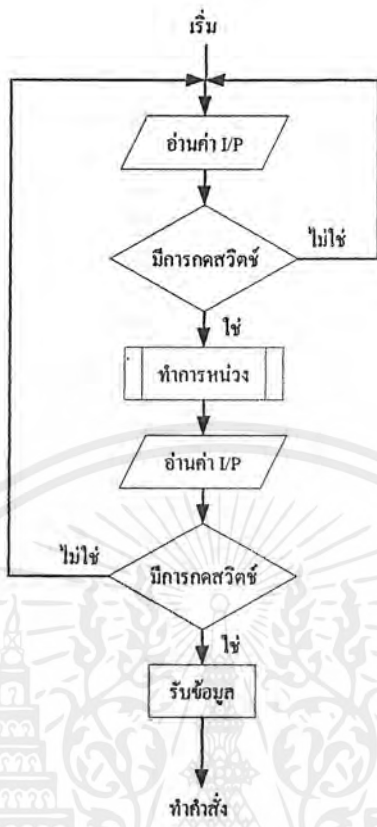 เริ่ม
อ่านค่า I/P
มีการกดสวิตช์
ไม่ใช่
ใช่
ทำการหน่วง
อ่านค่า I/P
ไม่ใช่
มีการกดสวิตช์
ใช่
รับข้อมูล
ทำคำสั่ง